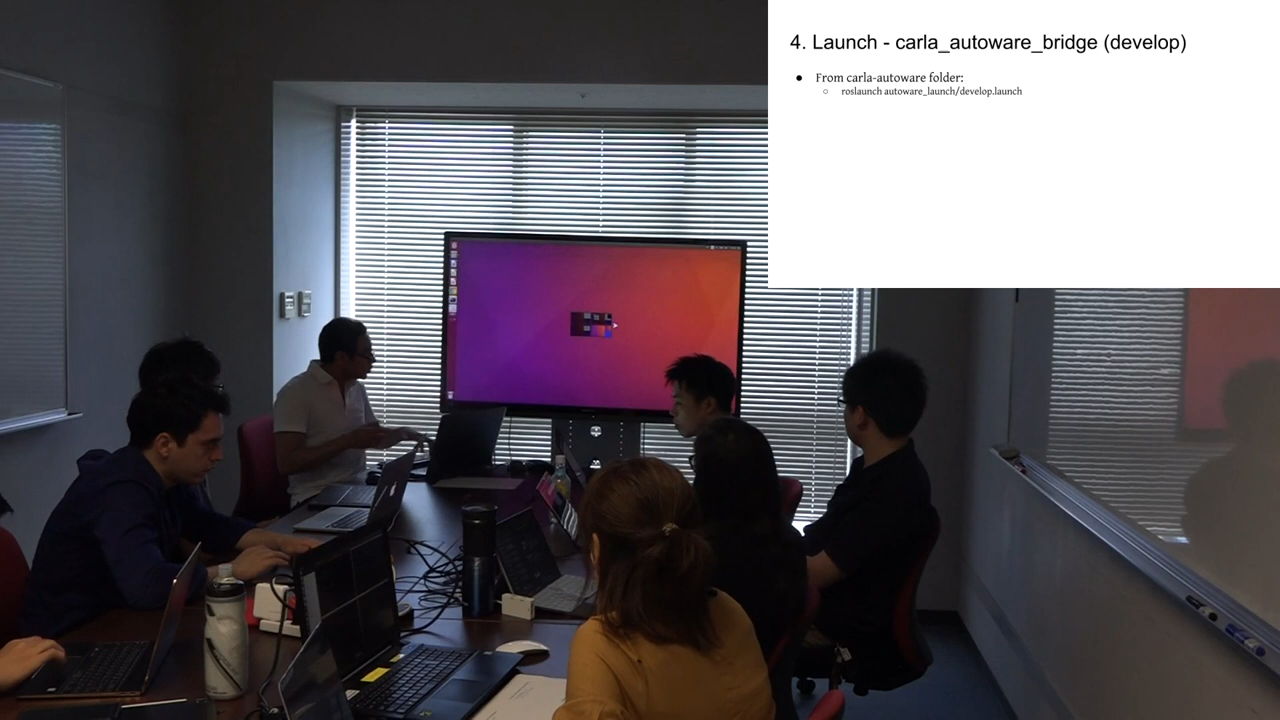 4. Launch - carla_autoware_bridge (develop)
● From carla-autoware folder:
○ roslaunch autoware_launch/develop.launch